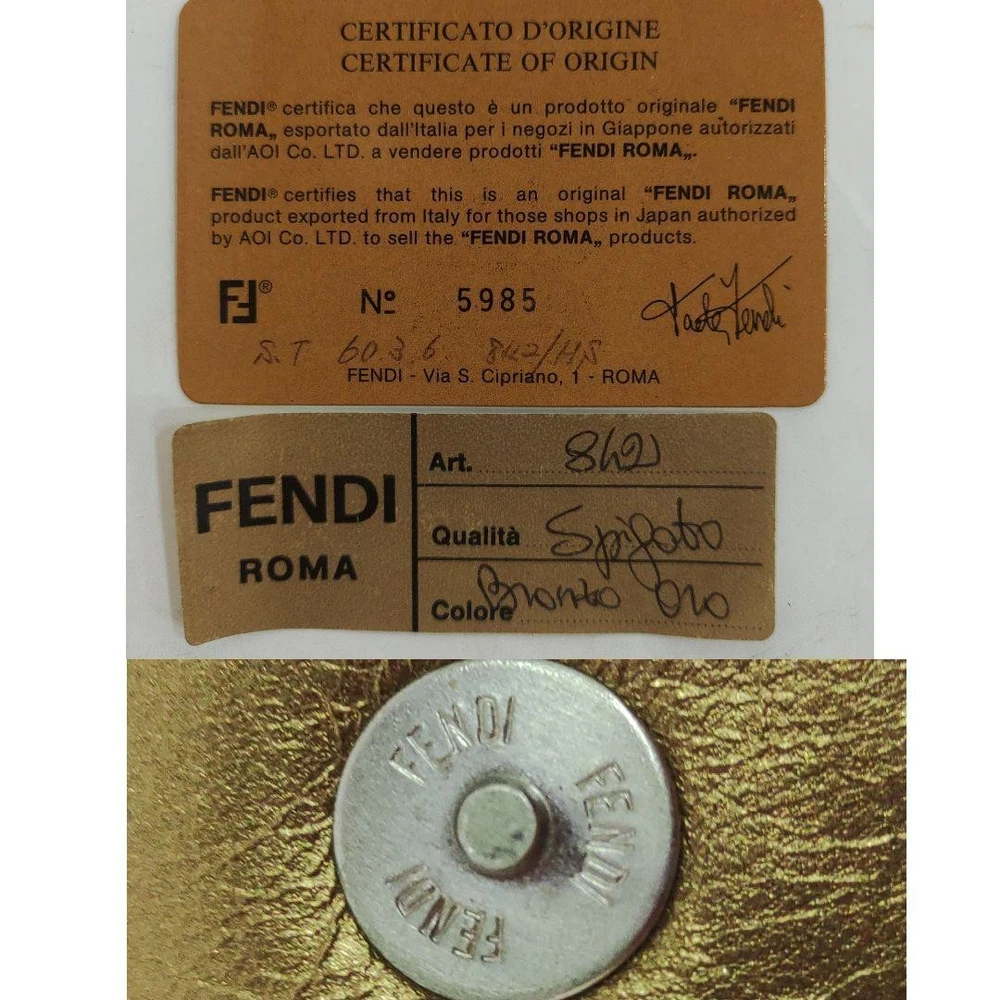 CERTIFICATO D'ORIGINE
CERTIFICATE OF ORIGIN
FENDI® certifica che questo è un prodotto originale "FENDI
ROMA„ esportato dall'Italia per i negozi in Giappone autorizzati
dall'AOI Co. LTD. a vendere prodotti "FENDI ROMA„.
FENDI® certifies that this is an original "FENDI ROMA„
product exported from Italy for those shops in Japan authorized
by AOI Co. LTD. to sell the "FENDI ROMA„ products.
® Nº 5985
S.T 60.3.6. 842/HS
FENDI - Via S. Cipriano, 1 - ROMA
FENDI
ROMA
Art. 842
Qualità Spigato
Colore Bronzo Oro
FENDI
FENDI
FENDI